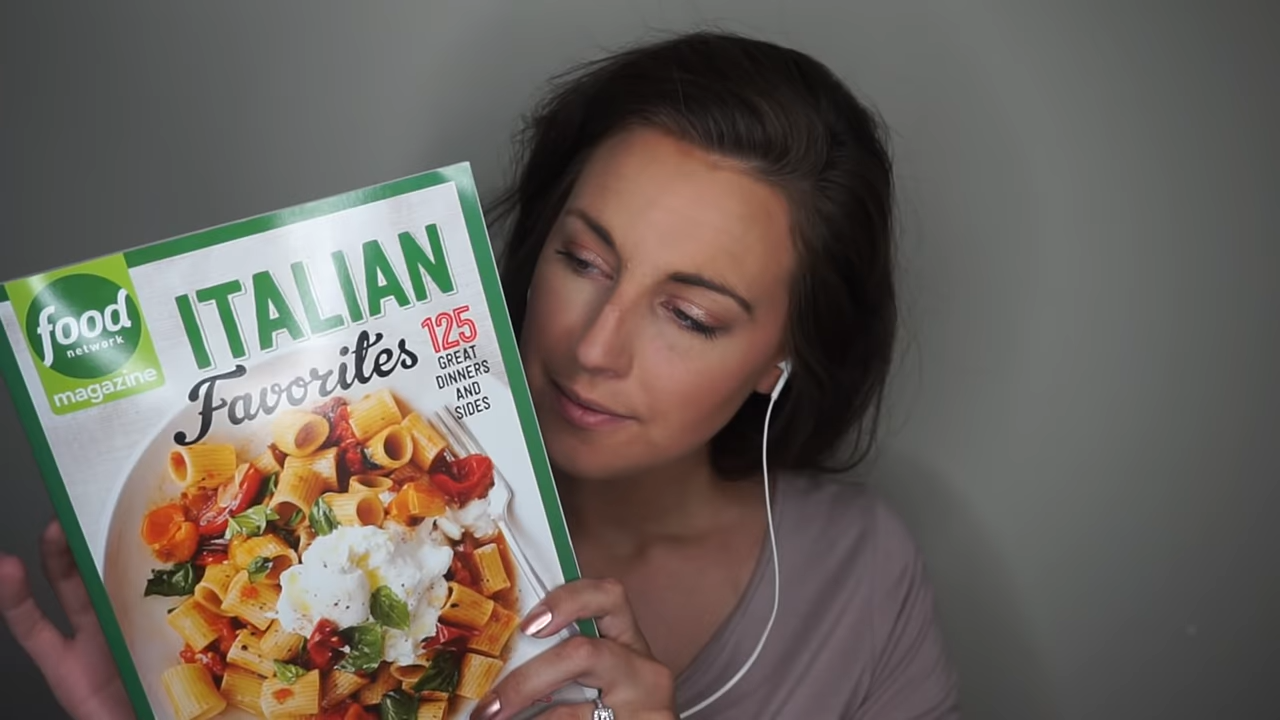 food
network
magazine
ITALIAN
Favorites
125
GREAT
DINNERS
AND
SIDES